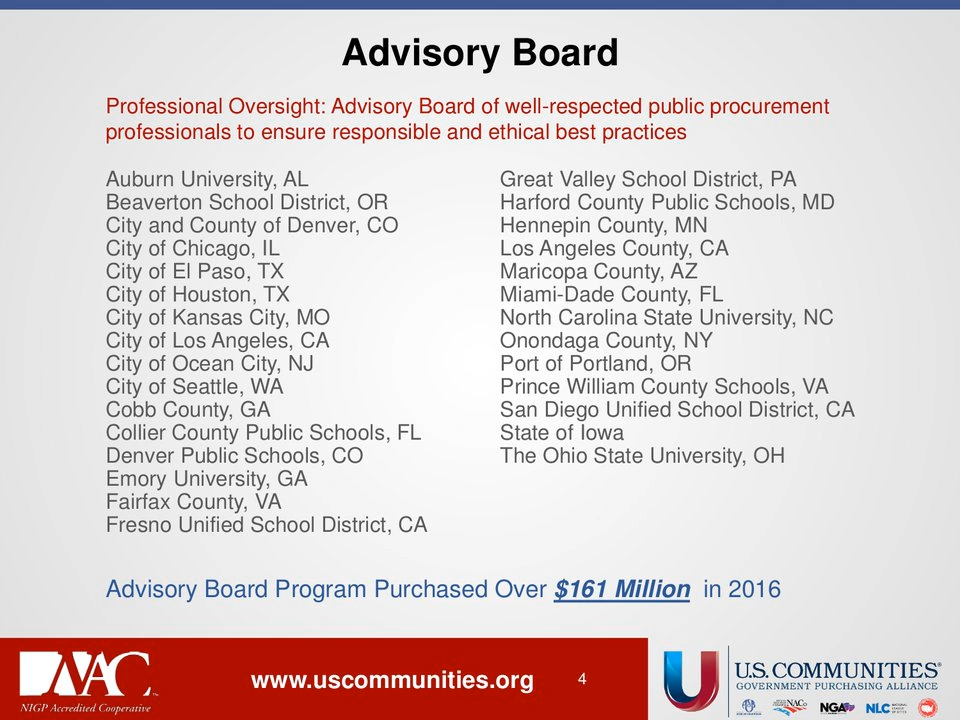 Advisory Board
Professional Oversight: Advisory Board of well-respected public procurement
professionals to ensure responsible and ethical best practices
Auburn University, AL
Beaverton School District, OR
City and County of Denver, CO
City of Chicago, IL
City of El Paso, TX
City of Houston, TX
City of Kansas City, MO
City of Los Angeles, CA
City of Ocean City, NJ
City of Seattle, WA
Cobb County, GA
Collier County Public Schools, FL
Denver Public Schools, CO
Emory University, GA
Fairfax County, VA
Fresno Unified School District, CA
Great Valley School District, PA
Harford County Public Schools, MD
Hennepin County, MN
Los Angeles County, CA
Maricopa County, AZ
Miami-Dade County, FL
North Carolina State University, NC
Onondaga County, NY
Port of Portland, OR
Prince William County Schools, VA
San Diego Unified School District, CA
State of Iowa
The Ohio State University, OH
Advisory Board Program Purchased Over $161 Million in 2016
NAC™
NIGP Accredited Cooperative
www.uscommunities.org
4
U.S. COMMUNITIES®
GOVERNMENT PURCHASING ALLIANCE
NACo
NGA
NLC